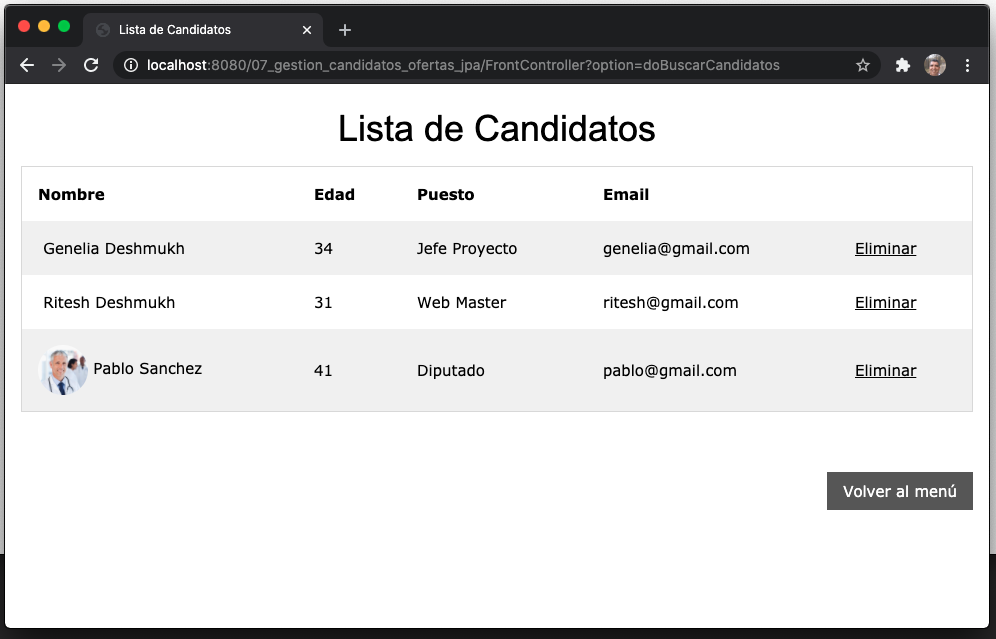 Lista de Candidatos
localhost:8080/07_gestion_candidatos_ofertas_jpa/FrontController?option=doBuscarCandidatos
Lista de Candidatos
Nombre Edad Puesto Email
Genelia Deshmukh 34 Jefe Proyecto genelia@gmail.com Eliminar
Ritesh Deshmukh 31 Web Master ritesh@gmail.com Eliminar
Pablo Sanchez 41 Diputado pablo@gmail.com Eliminar
Volver al menú